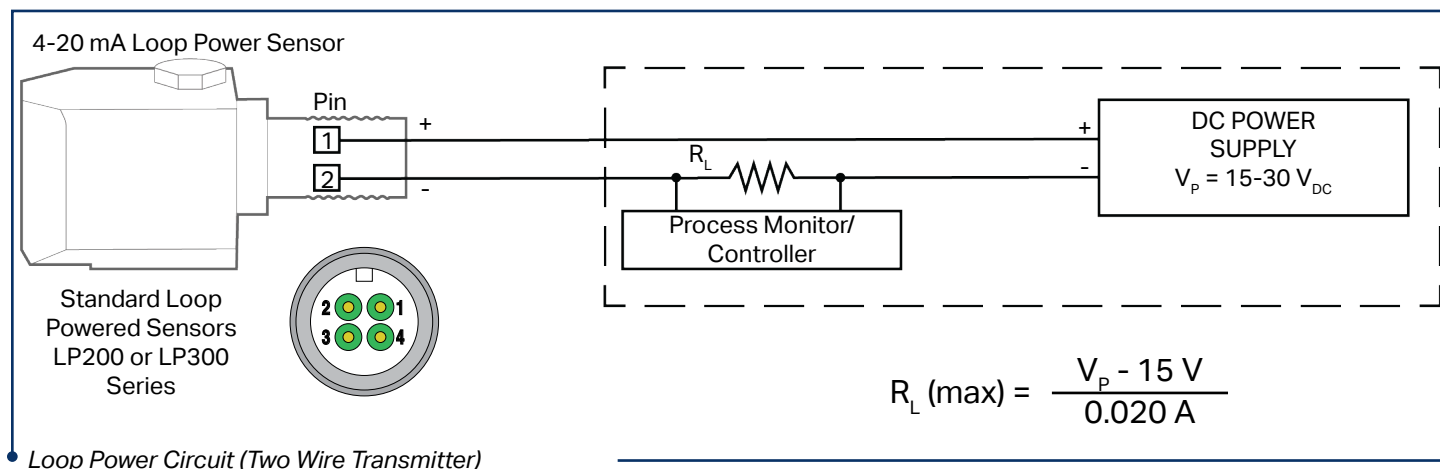 4-20 mA Loop Power Sensor
Pin
1
+
2
-
Standard Loop
Powered Sensors
LP200 or LP300
Series
2 1
3 4
R_L
Process Monitor/
Controller
+
-
DC POWER
SUPPLY
V_P = 15-30 V_DC
R_L (max) = V_P - 15 V
0.020 A
Loop Power Circuit (Two Wire Transmitter)